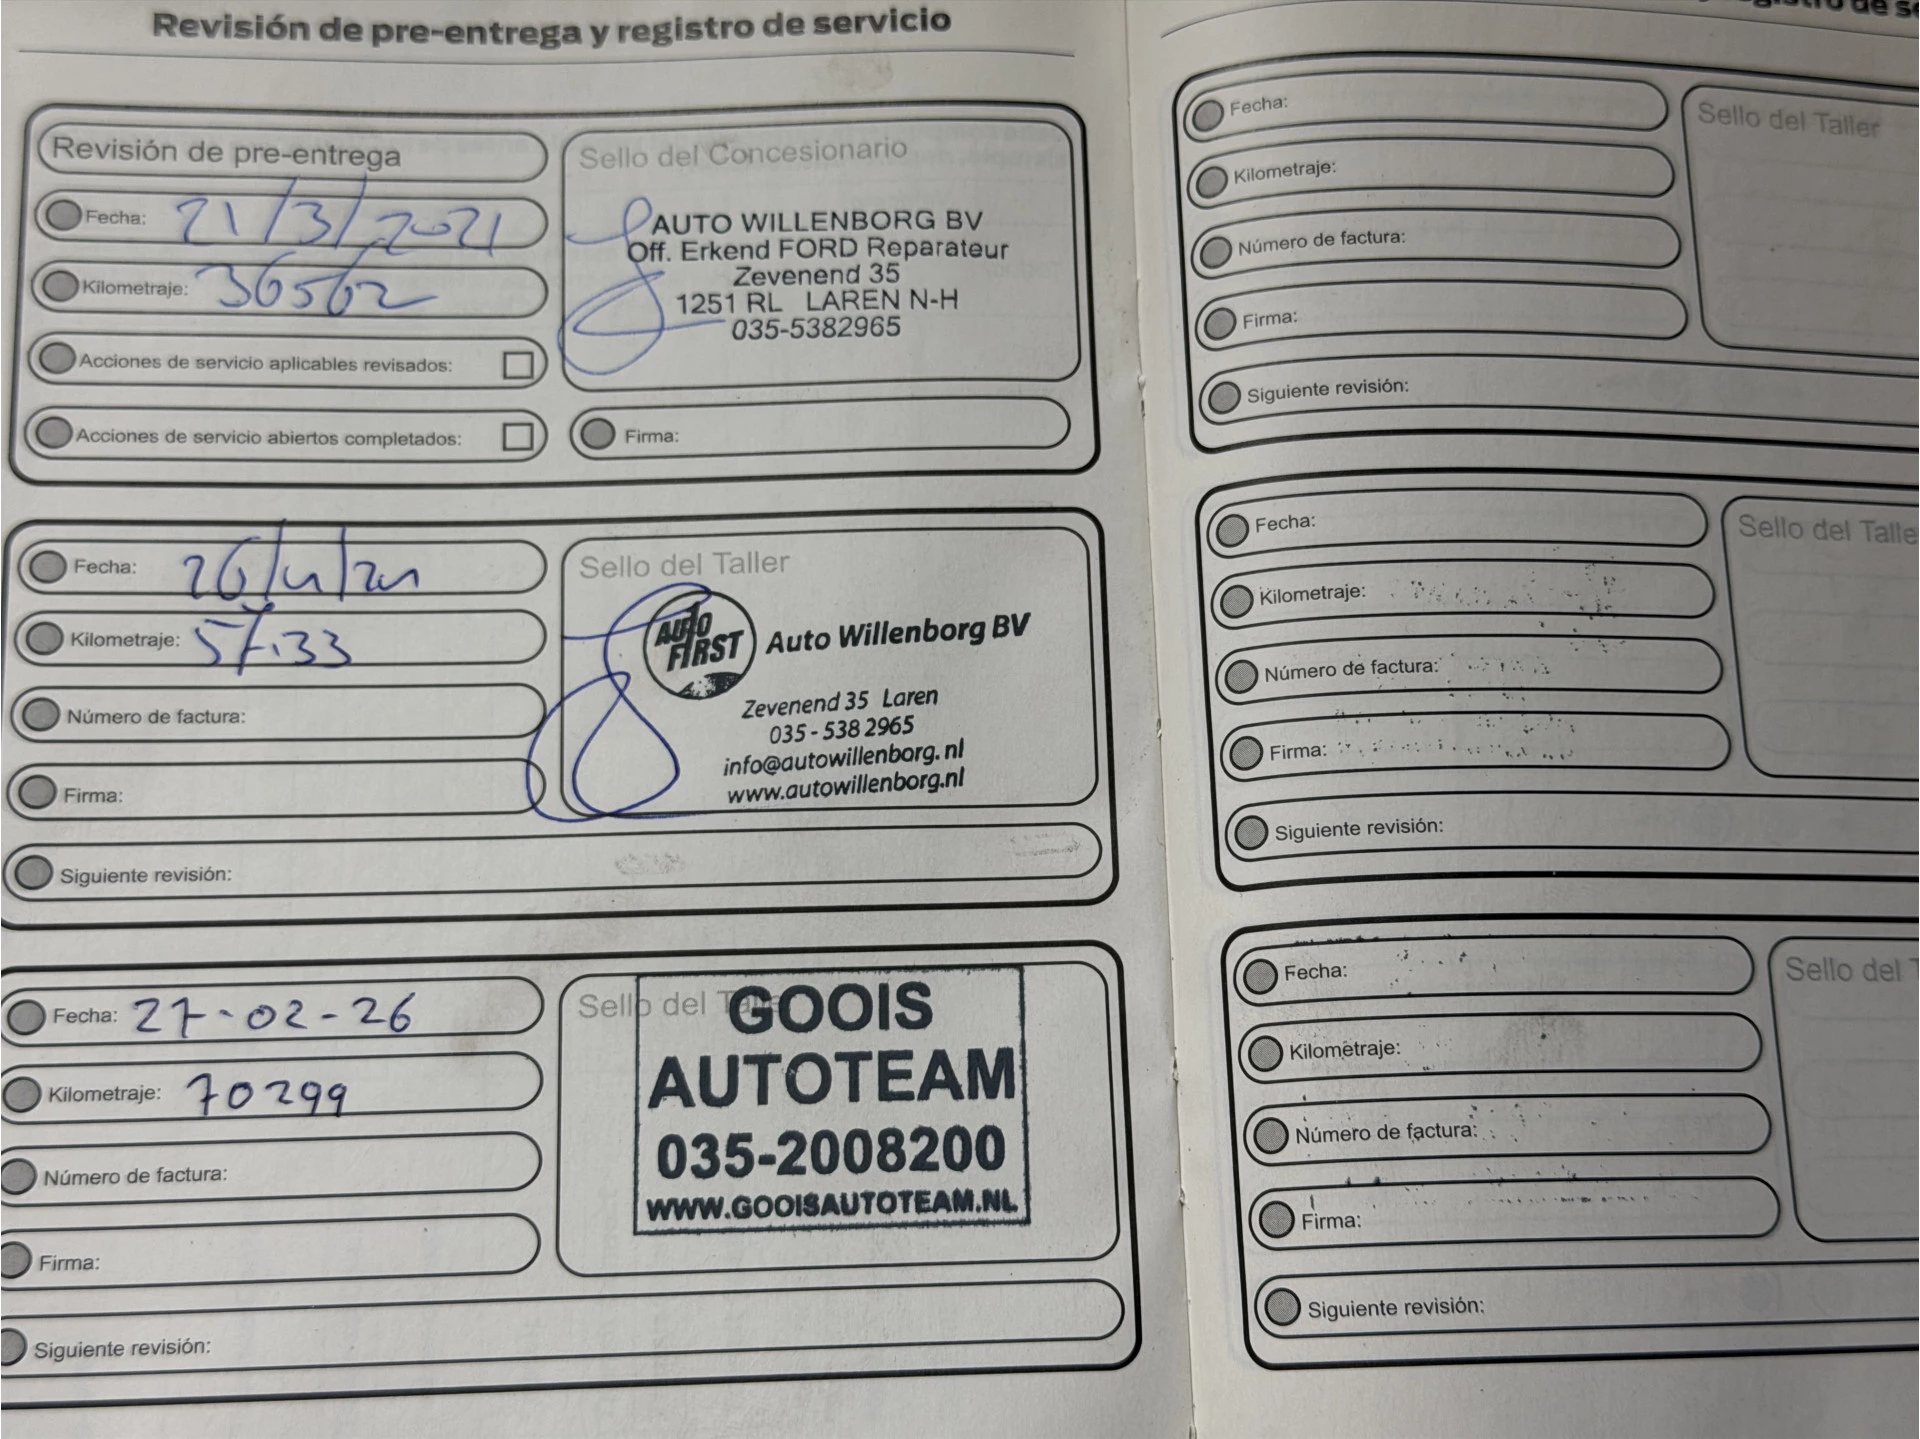 Revisión de pre-entrega y registro de servicio
Revisión de pre-entrega
Fecha: 21/3/2021
Kilometraje: 36562
Acciones de servicio aplicables revisados:
Acciones de servicio abiertos completados:
Sello del Concesionario
AUTO WILLENBORG BV
Off. Erkend FORD Reparateur
Zevenend 35
1251 RL LAREN N-H
035-5382965
Firma:
Fecha:
Kilometraje:
Número de factura:
Firma:
Sello del Taller
AUTO FIRST
Auto Willenborg BV
Zevenend 35 Laren
035 - 538 2965
info@autowillenborg.nl
www.autowillenborg.nl
Siguiente revisión:
Fecha: 27-02-26
Kilometraje: 70299
Número de factura:
Firma:
Sello del
GOOIS
AUTOTEAM
035-2008200
WWW.GOOISAUTOTEAM.NL
Siguiente revisión:
Fecha:
Kilometraje:
Número de factura:
Firma:
Sello del Taller
Siguiente revisión:
Fecha:
Kilometraje:
Número de factura:
Firma:
Sello del Talle
Siguiente revisión:
Fecha:
Kilometraje:
Número de factura:
Firma:
Sello del T
Siguiente revisión: